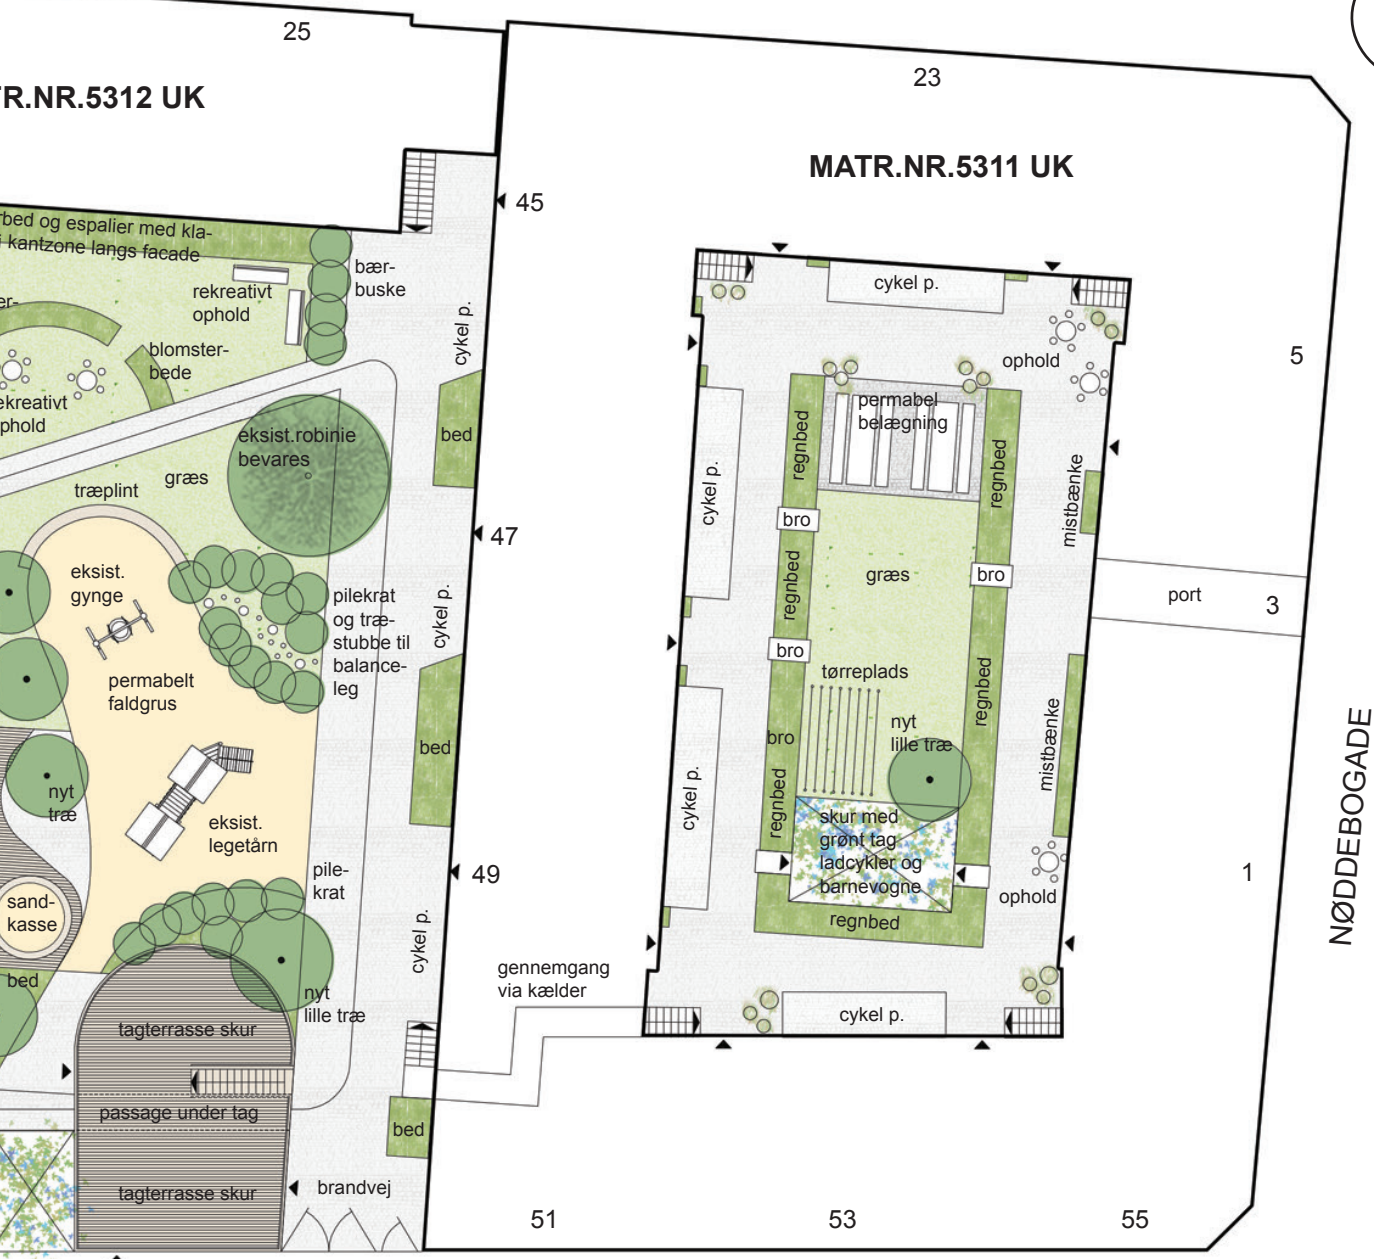 25
TR.NR.5312 UK
23
MATR.NR.5311 UK
45
rbed og espalier med kla-
i kantzone langs facade
rekreativt
ophold
bær-
buske
er-
blomster-
bede
ekreativt
phold
cykel p.
bed
eksist.robinie
bevares
græs
træplint
47
eksist.
gynge
pilekrat
og træ-
stubbe til
balance-
leg
cykel p.
permabelt
faldgrus
bed
nyt
træ
eksist.
legetårn
pile-
krat
49
sand-
kasse
cykel p.
bed
nyt
lille træ
tagterrasse skur
passage under tag
bed
tagterrasse skur
brandvej
gennemgang
via kælder
cykel p.
ophold
5
permabel
belægning
regnbed
regnbed
cykel p.
mistbænke
bro
græs
bro
regnbed
port
3
bro
tørreplads
regnbed
nyt
lille træ
bro
mistbænke
cykel p.
regnbed
skur med
grønt tag
ladcykler og
barnevogne
ophold
1
regnbed
NØDDEBOGADE
cykel p.
51
53
55